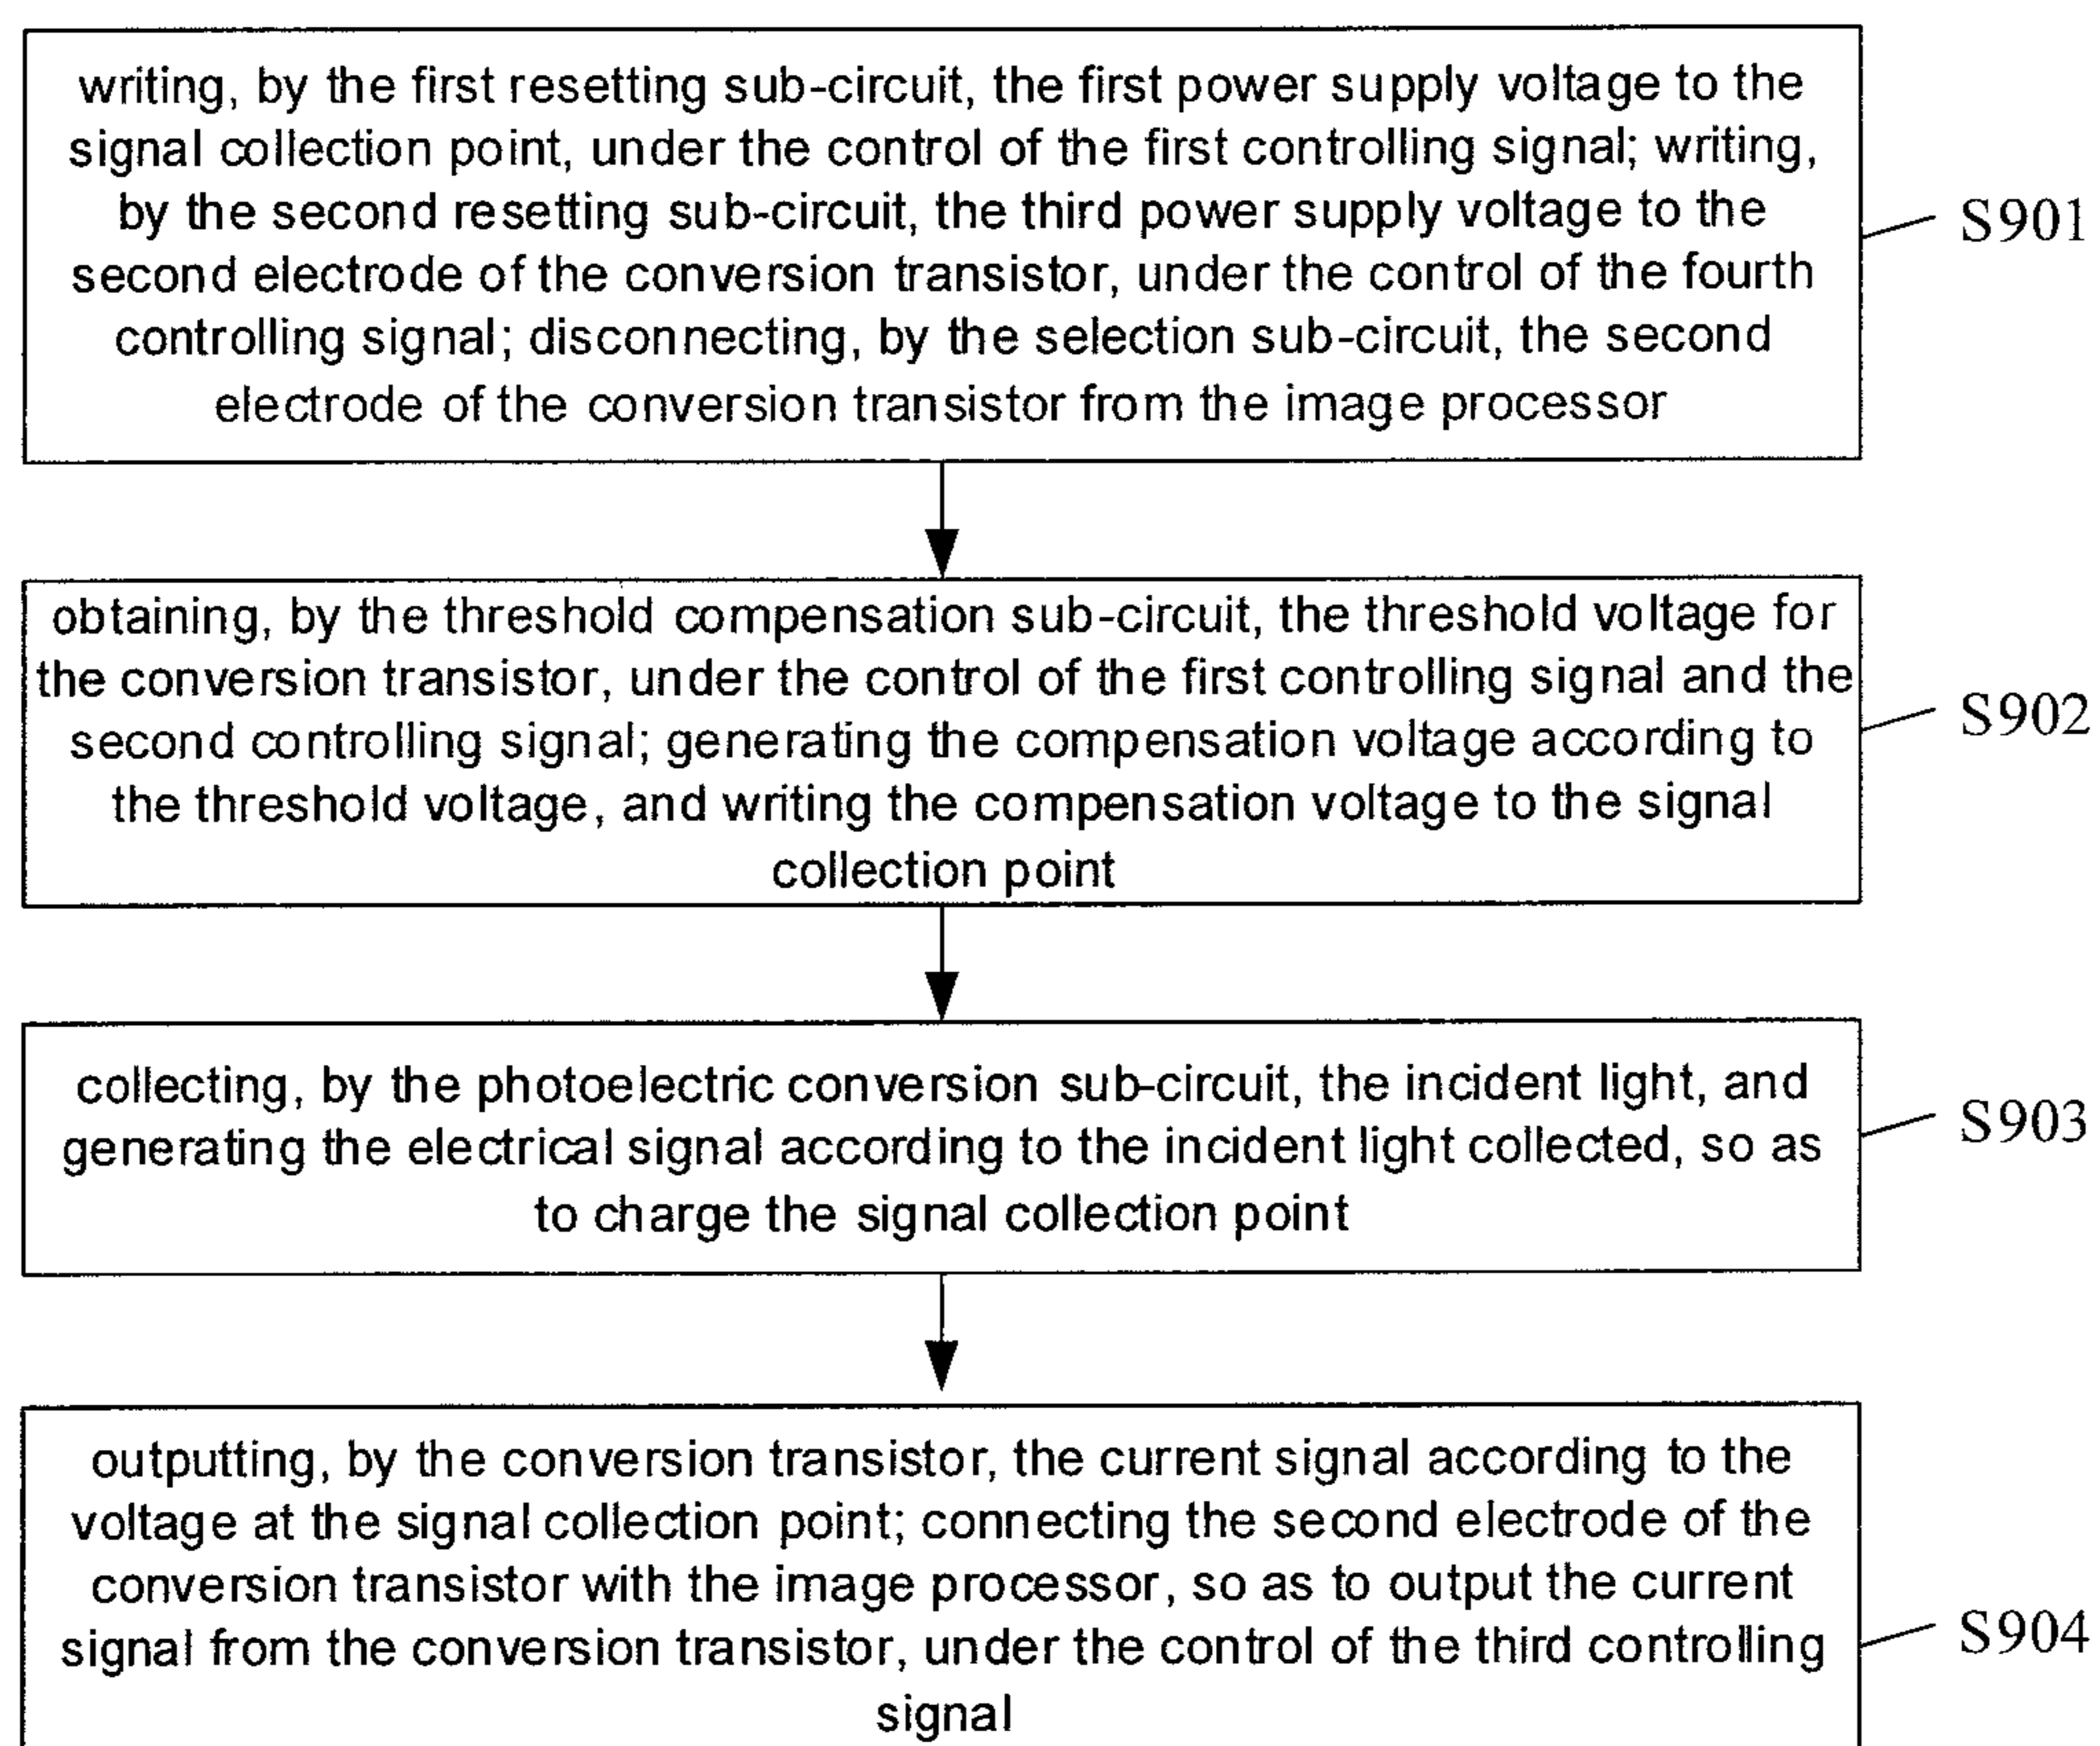 writing, by the first resetting sub-circuit, the first power supply voltage to the
signal collection point, under the control of the first controlling signal; writing,
by the second resetting sub-circuit, the third power supply voltage to the
second electrode of the conversion transistor, under the control of the fourth
controlling signal; disconnecting, by the selection sub-circuit, the second
electrode of the conversion transistor from the image processor
S901
obtaining, by the threshold compensation sub-circuit, the threshold voltage for
the conversion transistor, under the control of the first controlling signal and the
second controlling signal; generating the compensation voltage according to
the threshold voltage, and writing the compensation voltage to the signal
collection point
S902
collecting, by the photoelectric conversion sub-circuit, the incident light, and
generating the electrical signal according to the incident light collected, so as
to charge the signal collection point
S903
outputting, by the conversion transistor, the current signal according to the
voltage at the signal collection point; connecting the second electrode of the
conversion transistor with the image processor, so as to output the current
signal from the conversion transistor, under the control of the third controlling
signal
S904